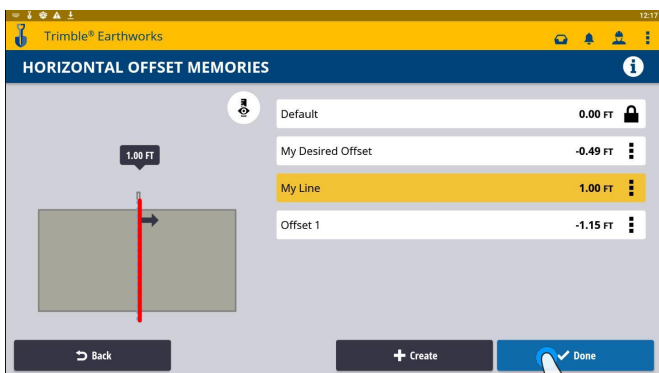 12:17
Trimble® Earthworks
HORIZONTAL OFFSET MEMORIES
i
1.00 FT
Default 0.00 FT
My Desired Offset -0.49 FT
My Line 1.00 FT
Offset 1 -1.15 FT
Back
Create
Done